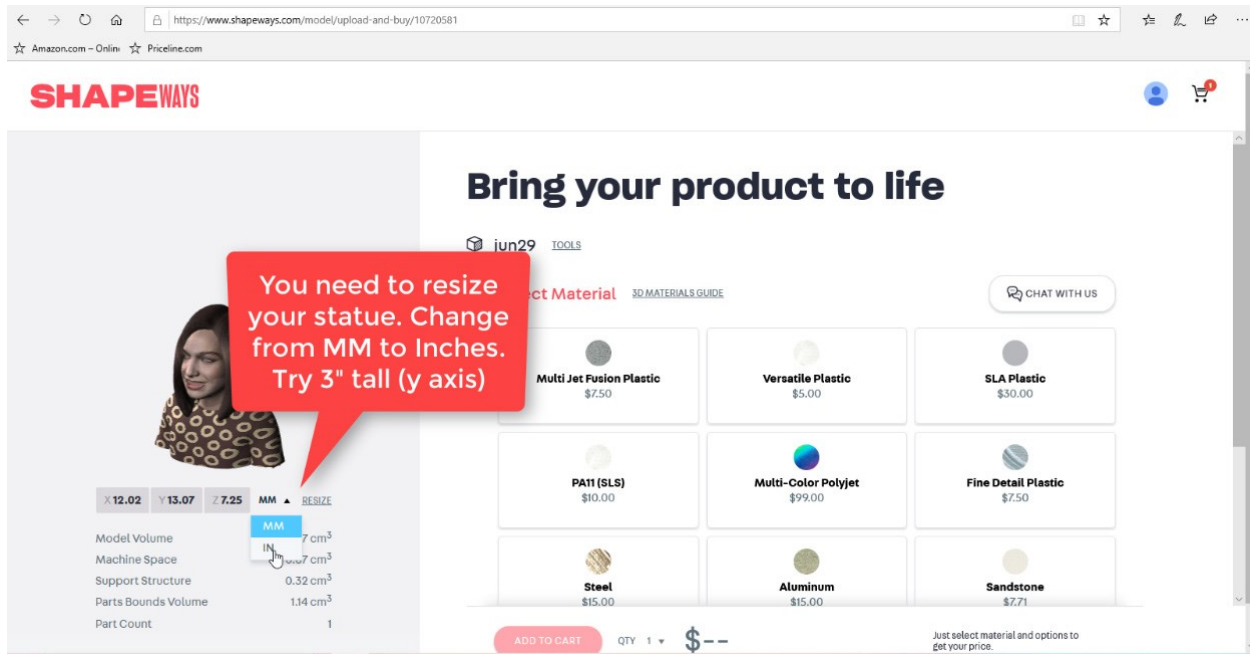 https://www.shapeways.com/model/upload-and-buy/10720581
Amazon.com – Online
Priceline.com
SHAPEWAYS
1
Bring your product to life
jun29 TOOLS
ct Material 3D MATERIALS GUIDE
CHAT WITH US
You need to resize
your statue. Change
from MM to Inches.
Try 3" tall (y axis)
Multi Jet Fusion Plastic
$7.50
Versatile Plastic
$5.00
SLA Plastic
$30.00
PA11 (SLS)
$10.00
Multi-Color Polyjet
$99.00
Fine Detail Plastic
$7.50
Steel
$15.00
Aluminum
$15.00
Sandstone
$7.71
X 12.02 Y 13.07 Z 7.25 MM RESIZE
MM
IN
Model Volume 7 cm3
Machine Space 7 cm3
Support Structure 0.32 cm3
Parts Bounds Volume 1.14 cm3
Part Count 1
ADD TO CART QTY 1 $--
Just select material and options to
get your price.